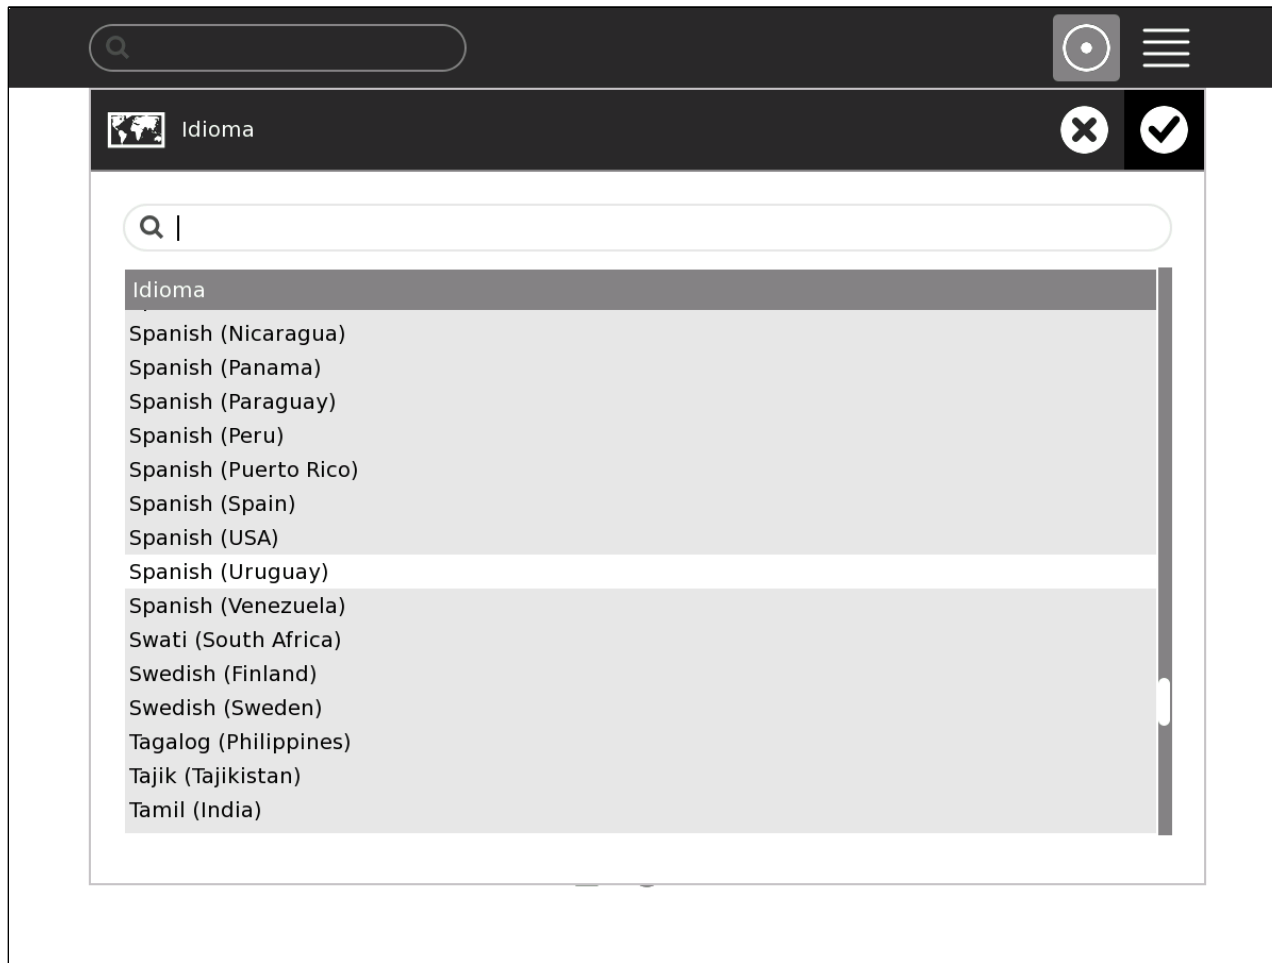 Idioma
Idioma
Spanish (Nicaragua)
Spanish (Panama)
Spanish (Paraguay)
Spanish (Peru)
Spanish (Puerto Rico)
Spanish (Spain)
Spanish (USA)
Spanish (Uruguay)
Spanish (Venezuela)
Swati (South Africa)
Swedish (Finland)
Swedish (Sweden)
Tagalog (Philippines)
Tajik (Tajikistan)
Tamil (India)